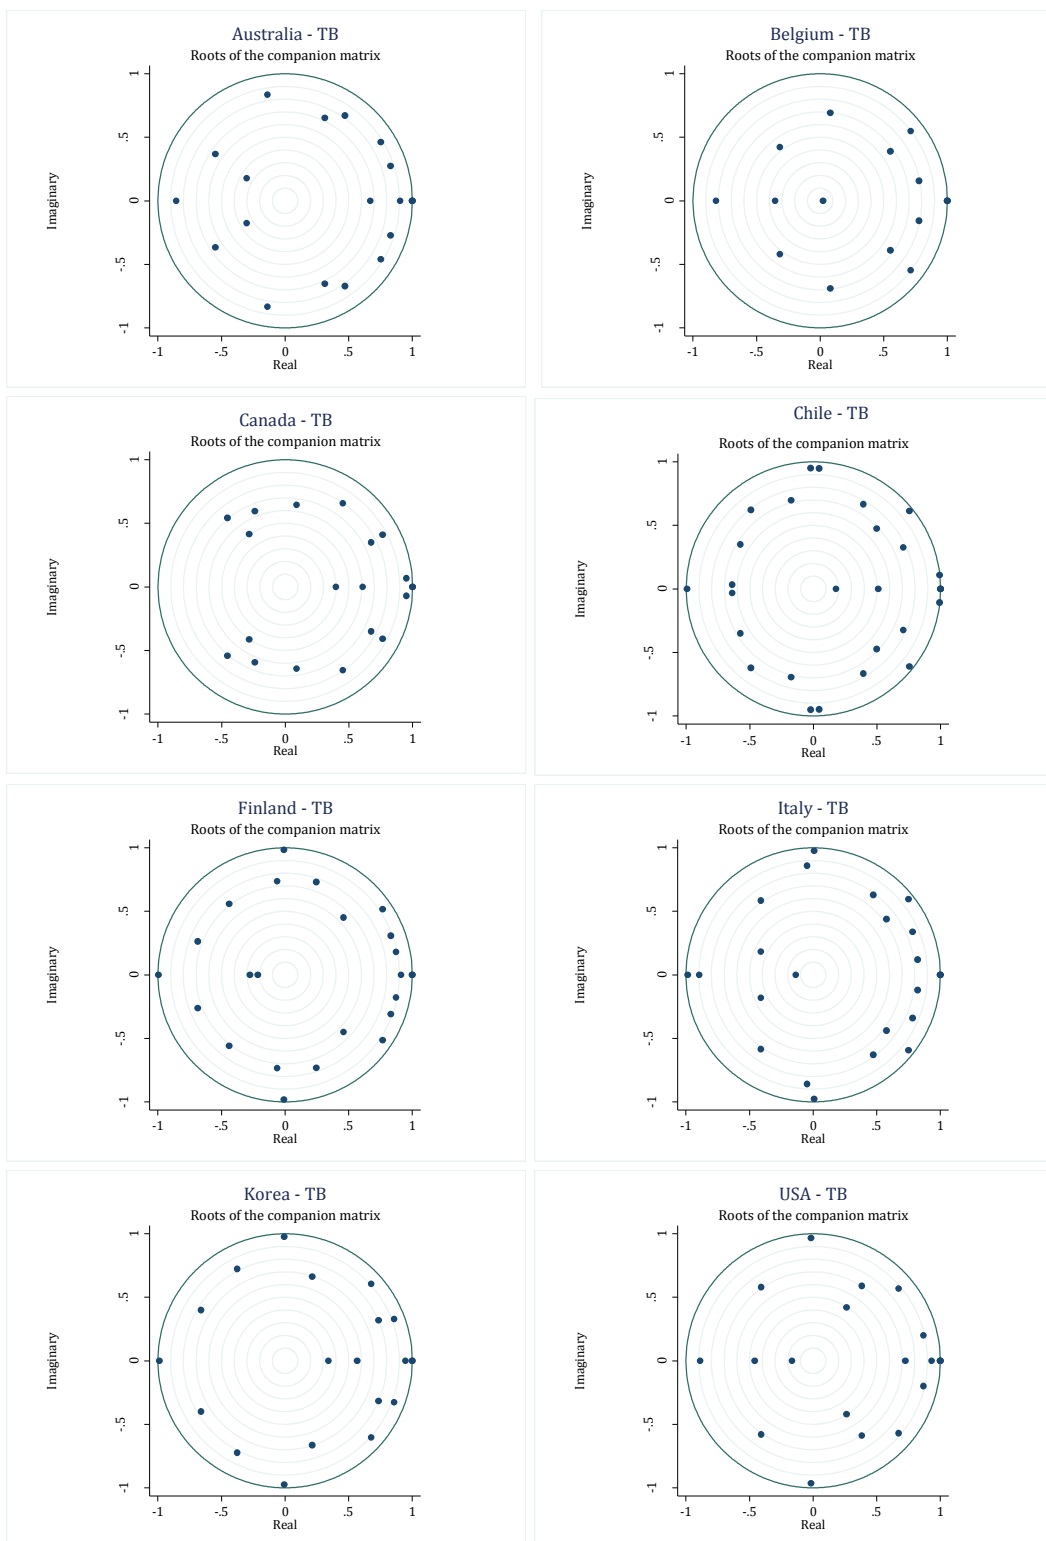 Australia - TB
Roots of the companion matrix
1
.5
0
-.5
-1
Imaginary
-1 -.5 0 .5 1
Real
Belgium - TB
Roots of the companion matrix
1
.5
0
-.5
-1
Imaginary
-1 -.5 0 .5 1
Real
Canada - TB
Roots of the companion matrix
1
.5
0
-.5
-1
Imaginary
-1 -.5 0 .5 1
Real
Chile - TB
Roots of the companion matrix
1
.5
0
-.5
-1
Imaginary
-1 -.5 0 .5 1
Real
Finland - TB
Roots of the companion matrix
1
.5
0
-.5
-1
Imaginary
-1 -.5 0 .5 1
Real
Italy - TB
Roots of the companion matrix
1
.5
0
-.5
-1
Imaginary
-1 -.5 0 .5 1
Real
Korea - TB
Roots of the companion matrix
1
.5
0
-.5
-1
Imaginary
-1 -.5 0 .5 1
Real
USA - TB
Roots of the companion matrix
1
.5
0
-.5
-1
Imaginary
-1 -.5 0 .5 1
Real